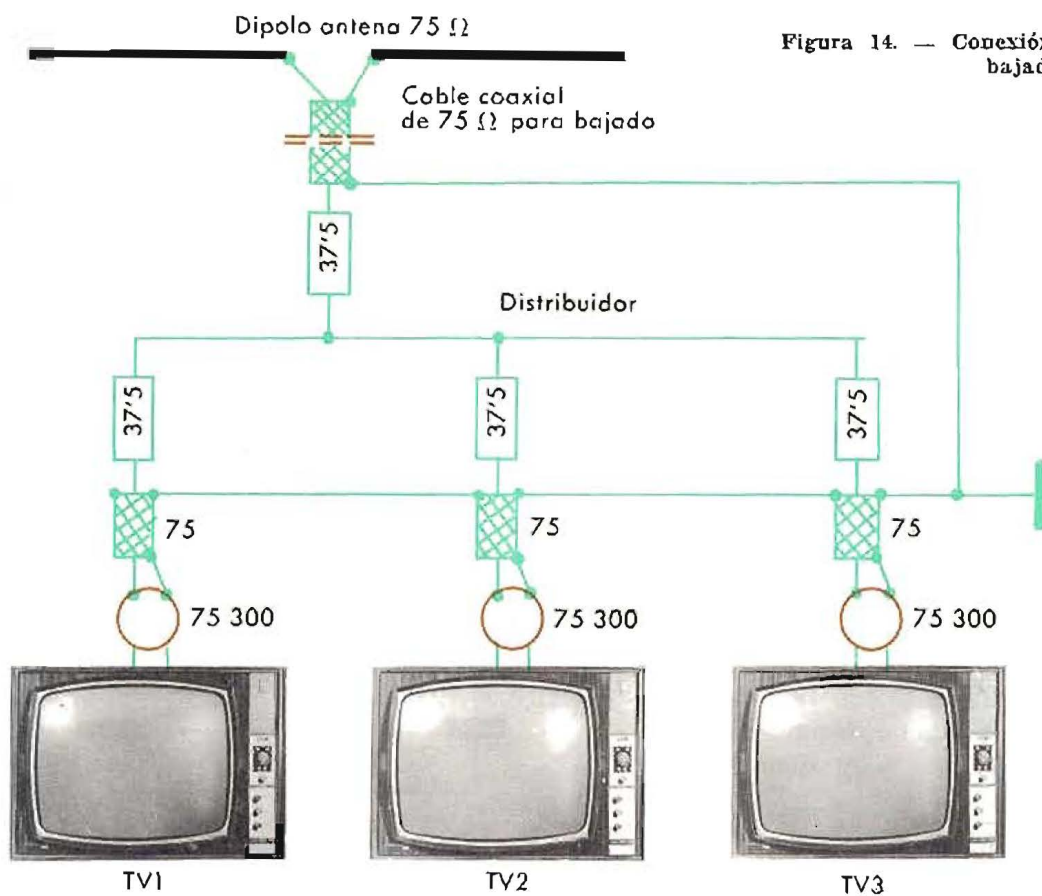 Dipolo antena 75 Ω
Figura 14. — Conexión
bajad
Cable coaxial
de 75 Ω para bajado
37'5
Distribuidor
37'5
37'5
37'5
75
75
75
75 300
75 300
75 300
TV1
TV2
TV3